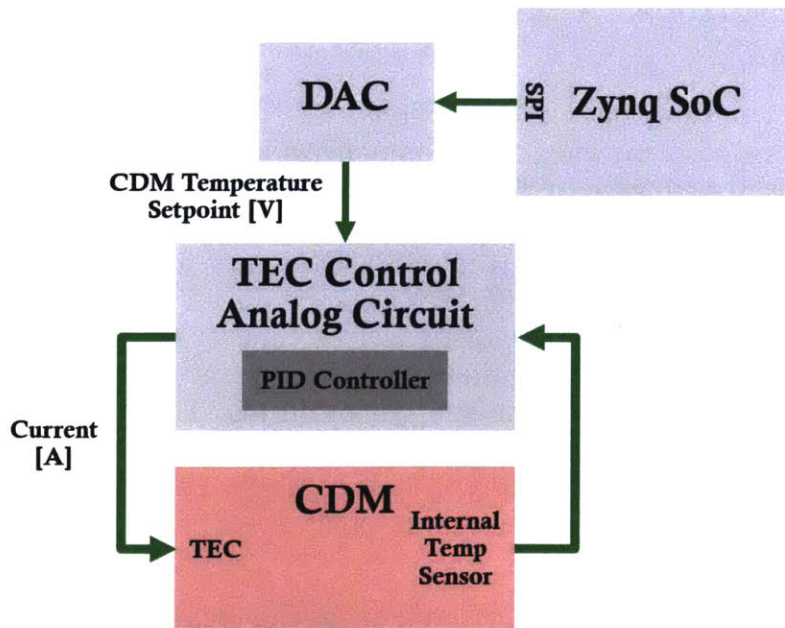 DAC
SPI
Zynq SoC
CDM Temperature
Setpoint [V]
TEC Control
Analog Circuit
PID Controller
Current
[A]
CDM
TEC
Internal
Temp
Sensor